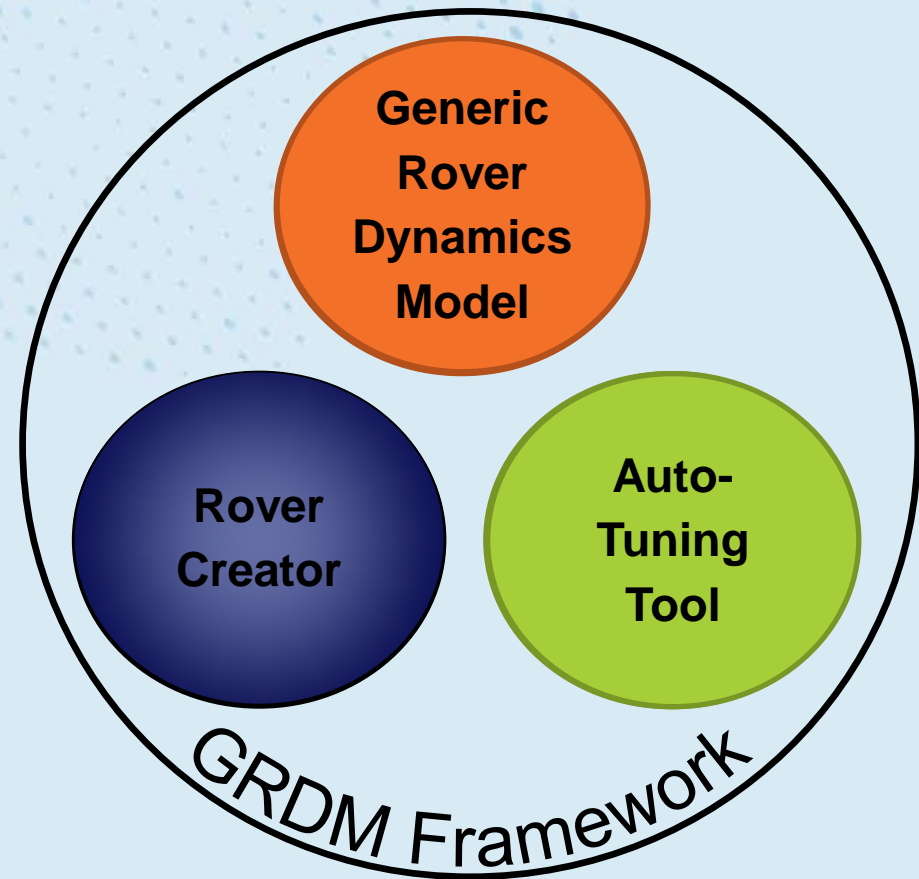 Generic
Rover
Dynamics
Model
Rover
Creator
Auto-
Tuning
Tool
GRDM Framework